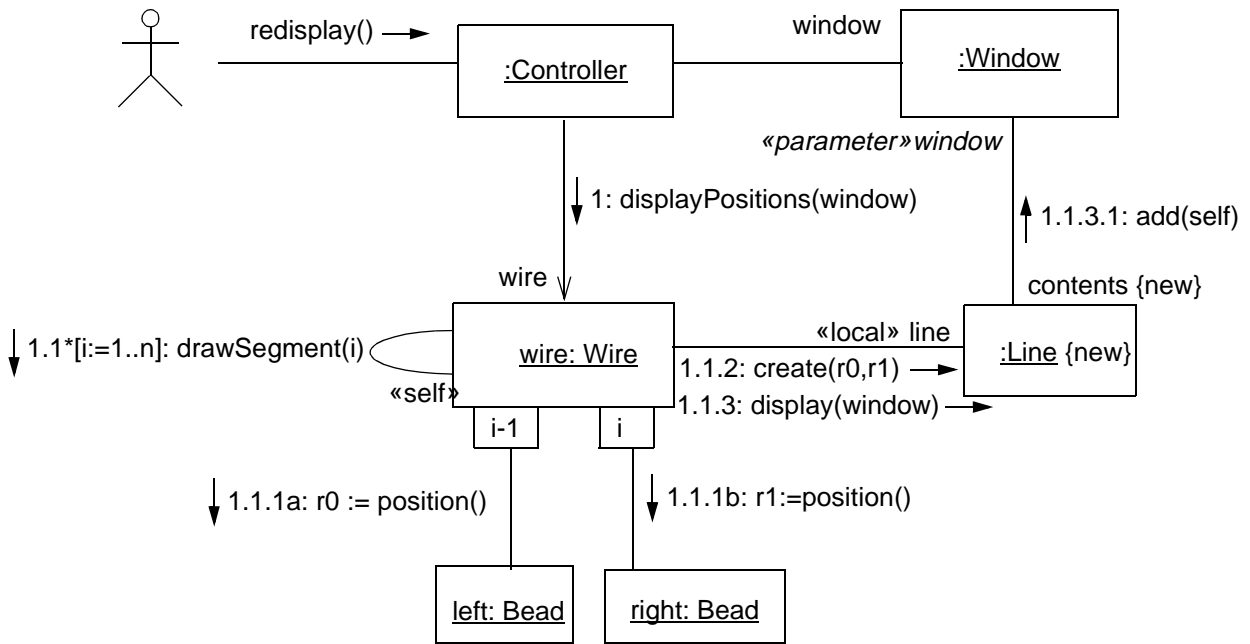 redisplay()
:Controller
window
:Window
«parameter»window
1: displayPositions(window)
1.1.3.1: add(self)
wire
contents {new}
1.1*[i:=1..n]: drawSegment(i)
wire: Wire
«local» line
:Line {new}
1.1.2: create(r0,r1)
«self»
1.1.3: display(window)
i-1
i
1.1.1a: r0 := position()
1.1.1b: r1:=position()
left: Bead
right: Bead